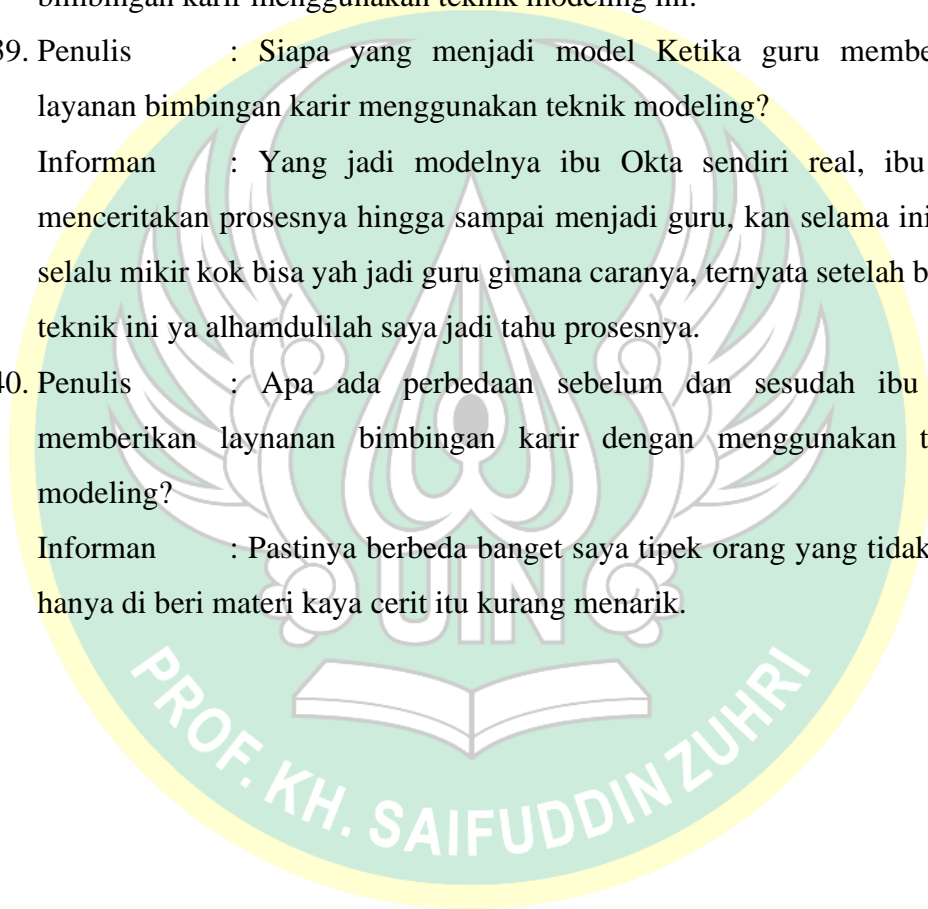 bimbingan karir menggunakan teknik modeling ini.
39. Penulis : Siapa yang menjadi model Ketika guru membe
layanan bimbingan karir menggunakan teknik modeling?
Informan : Yang jadi modelnya ibu Okta sendiri real, ibu
menceritakan prosesnya hingga sampai menjadi guru, kan selama ini
selalu mikir kok bisa yah jadi guru gimana caranya, ternyata setelah b
teknik ini ya alhamdulilah saya jadi tahu prosesnya.
40. Penulis : Apa ada perbedaan sebelum dan sesudah ibu
memberikan laynanan bimbingan karir dengan menggunakan t
modeling?
Informan : Pastinya berbeda banget saya tipek orang yang tidak
hanya di beri materi kaya cerit itu kurang menarik.
UIN
PROF. KH. SAIFUDDIN ZUHRI